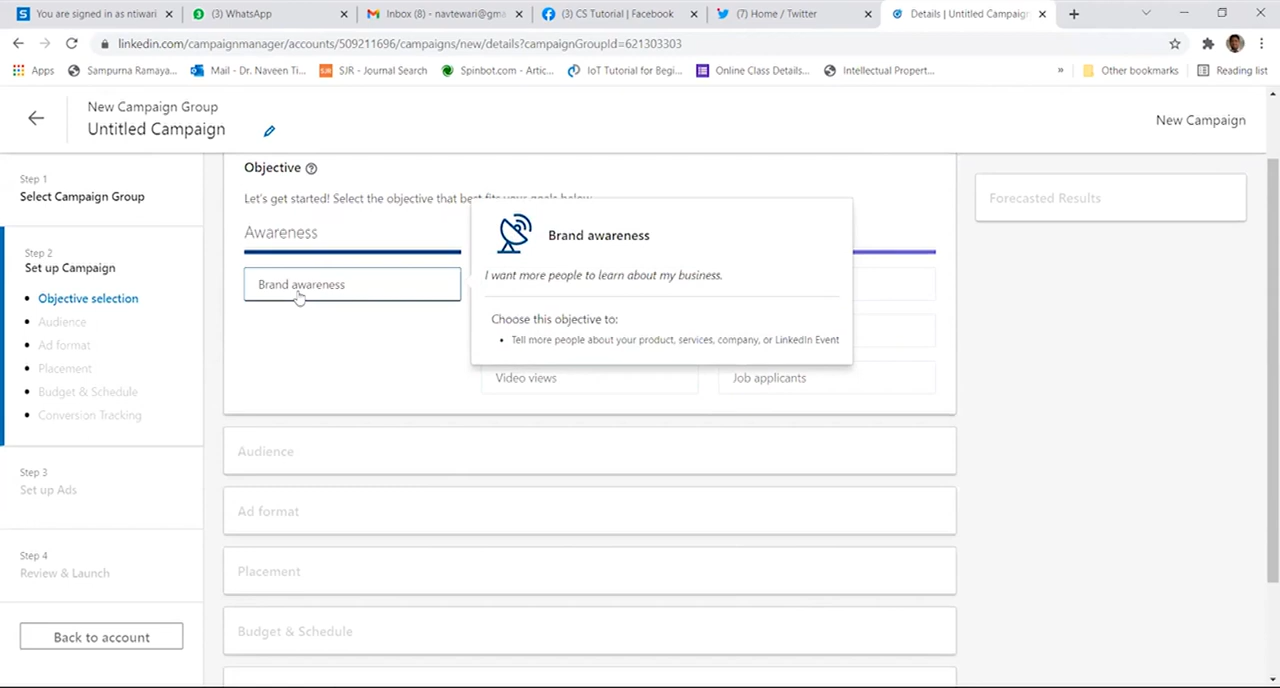 You are signed in as ntiwari
(3) WhatsApp
Inbox (8) - navtewari@gma
(3) CS Tutorial | Facebook
(7) Home / Twitter
Details | Untitled Campaign
linkedin.com/campaignmanager/accounts/509211696/campaigns/new/details?campaignGroupId=621303303
Apps
Sampurna Ramaya...
Mail - Dr. Naveen Ti...
SJR - Journal Search
Spinbot.com - Artic...
IoT Tutorial for Begi...
Online Class Details...
Intellectual Propert...
»
Other bookmarks
Reading list
New Campaign Group
Untitled Campaign
New Campaign
Step 1
Select Campaign Group
Step 2
Set up Campaign
• Objective selection
• Audience
• Ad format
• Placement
• Budget & Schedule
• Conversion Tracking
Step 3
Set up Ads
Step 4
Review & Launch
Back to account
Objective
Let's get started! Select the objective that best fits your goals below.
Awareness
Brand awareness
Brand awareness
I want more people to learn about my business.
Choose this objective to:
• Tell more people about your product, services, company, or LinkedIn Event
Video views
Job applicants
Audience
Ad format
Placement
Budget & Schedule
Forecasted Results